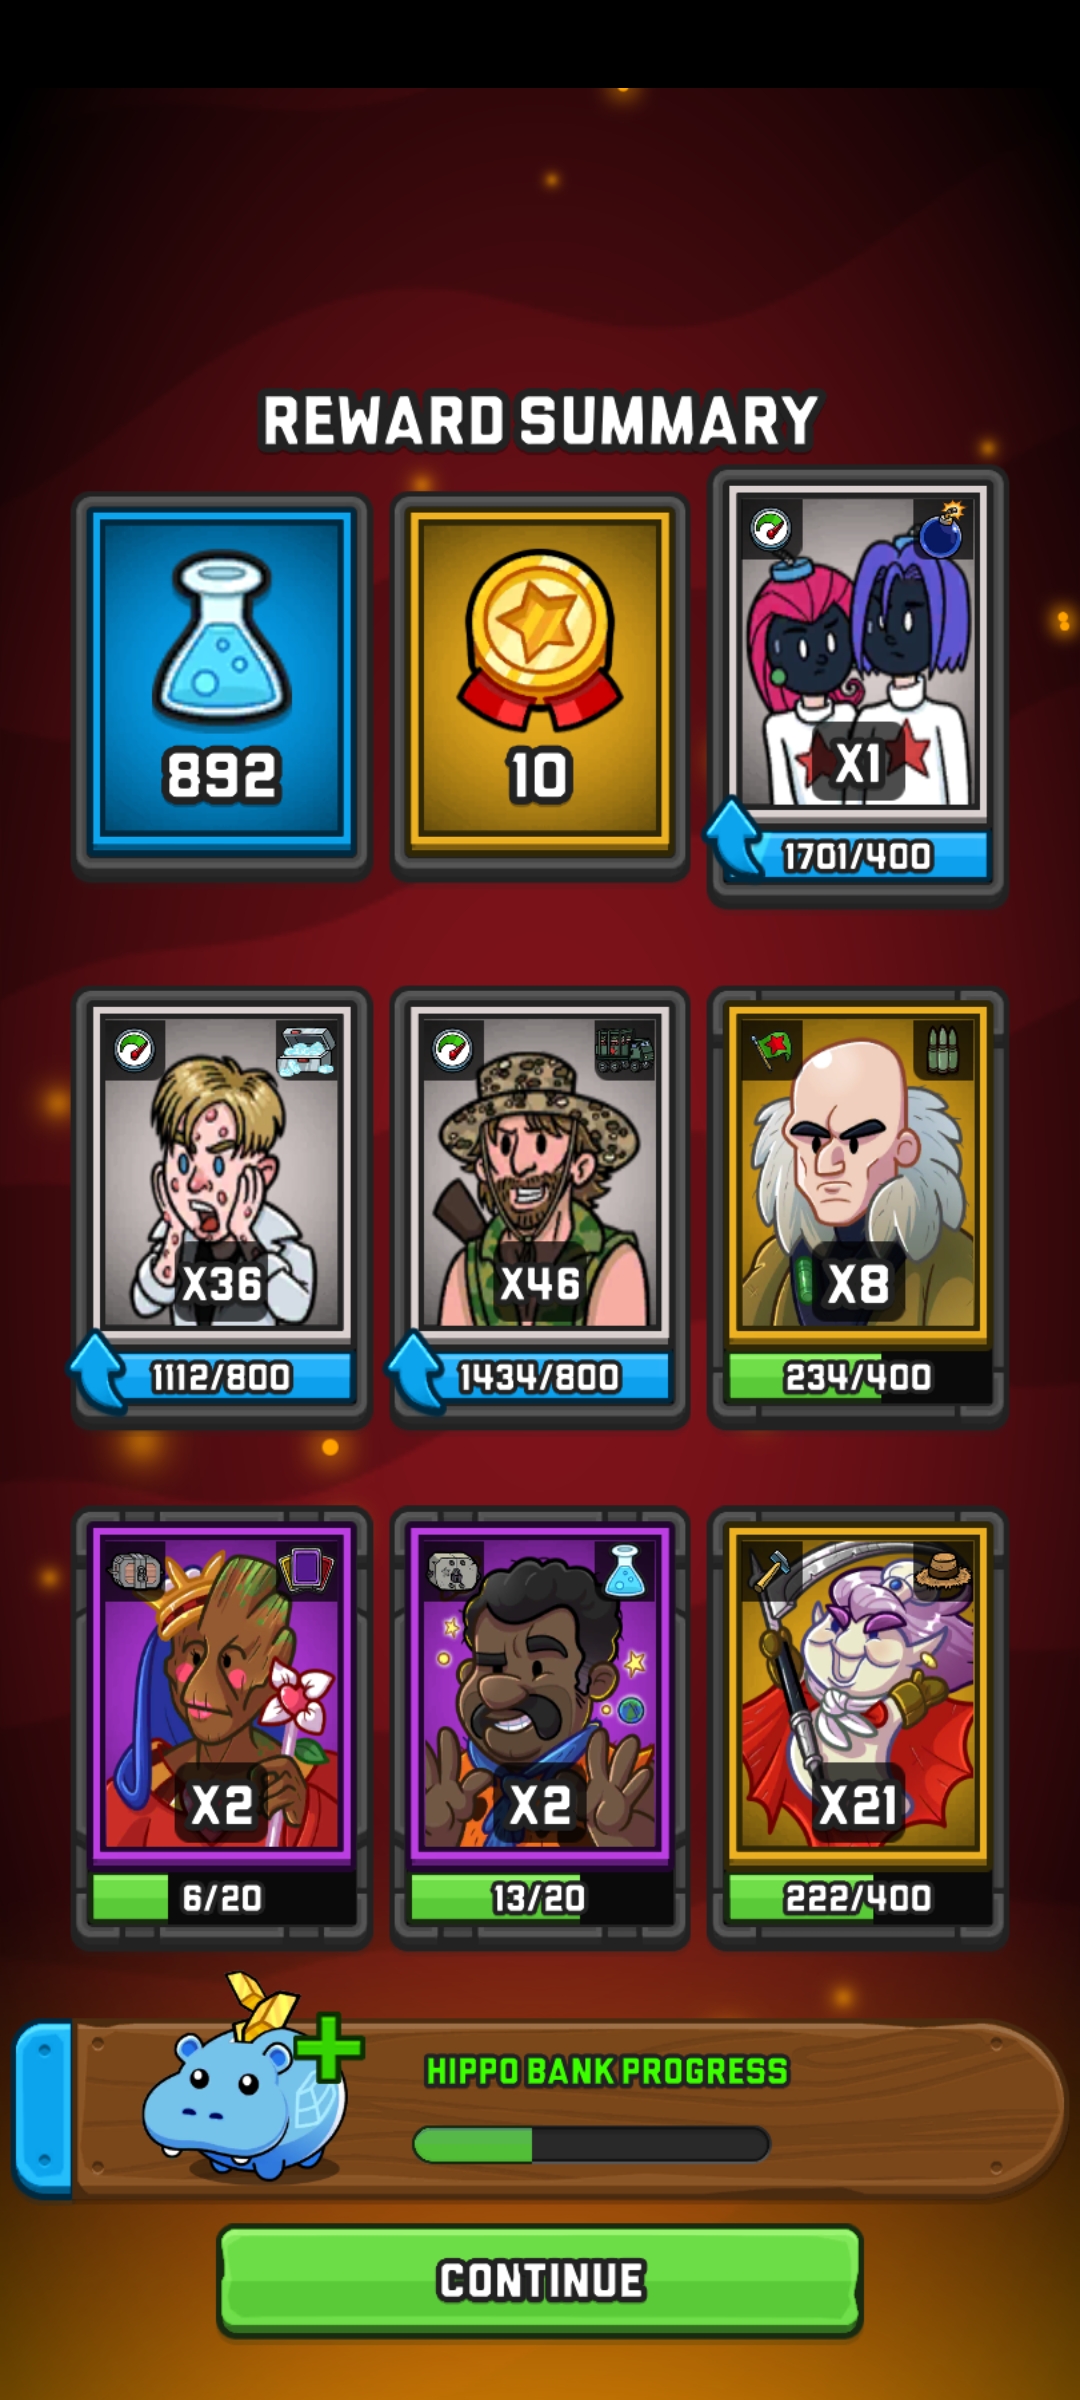 REWARD SUMMARY
892
10
X1
1701/400
X36
1112/800
X46
1434/800
X8
234/400
X2
6/20
X2
13/20
X21
222/400
HIPPO BANK PROGRESS
CONTINUE